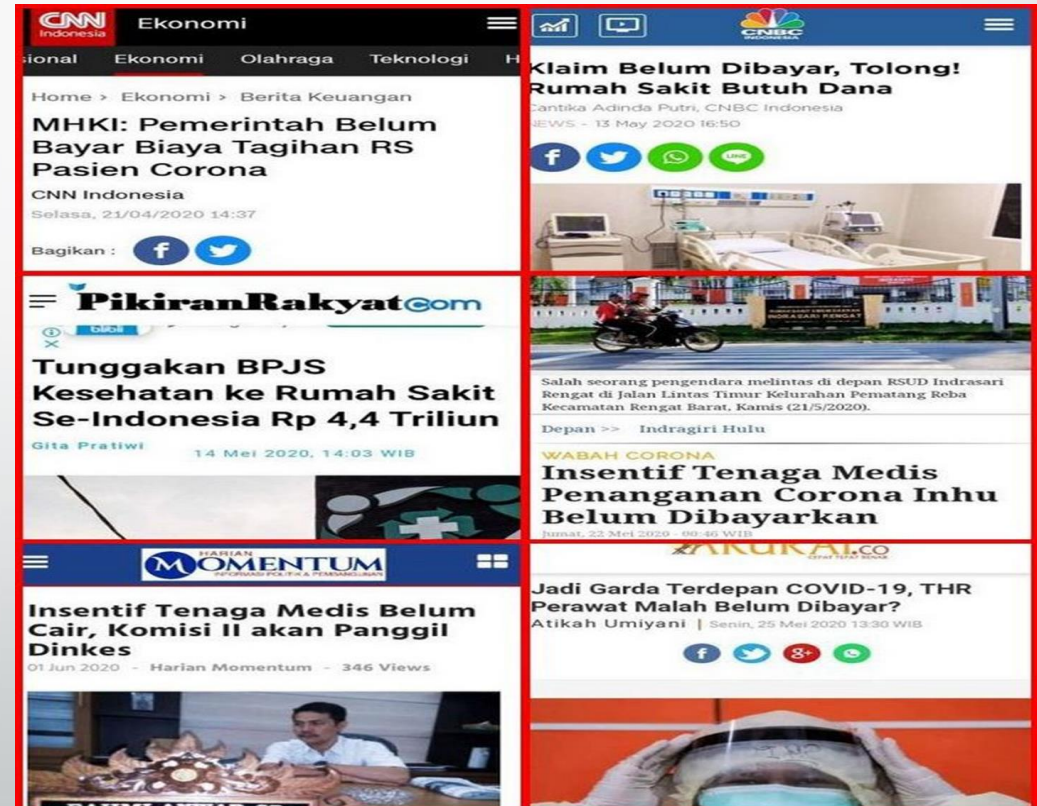 CNN
Indonesia
Ekonomi
sional Ekonomi Olahraga Teknologi H
Home > Ekonomi > Berita Keuangan
MHKI: Pemerintah Belum
Bayar Biaya Tagihan RS
Pasien Corona
CNN Indonesia
Selasa, 21/04/2020 14:37
Bagikan :
CNBC
INDONESIA
Klaim Belum Dibayar, Tolong!
Rumah Sakit Butuh Dana
Cantika Adinda Putri, CNBC Indonesia
NEWS - 13 May 2020 16:50
LINE
PikiranRakyatcom
blibli
Tunggakan BPJS
Kesehatan ke Rumah Sakit
Se-Indonesia Rp 4,4 Triliun
Gita Pratiwi
14 Mei 2020, 14:03 WIB
INDRASARI RENGAT
Salah seorang pengendara melintas di depan RSUD Indrasari
Rengat di Jalan Lintas Timur Kelurahan Pematang Reba
Kecamatan Rengat Barat, Kamis (21/5/2020).
Depan >> Indragiri Hulu
WABAH CORONA
Insentif Tenaga Medis
Penanganan Corona Inhu
Belum Dibayarkan
Jumat, 22 Mei 2020 - 00:46 WIB
HARIAN
MOMENTUM
INFORMASI POLITIK & PEMBANGUNAN
Insentif Tenaga Medis Belum
Cair, Komisi II akan Panggil
Dinkes
01 Jun 2020 - Harian Momentum - 346 Views
.CO
Jadi Garda Terdepan COVID-19, THR
Perawat Malah Belum Dibayar?
Atikah Umiyani | Senin, 25 Mei 2020 13:30 WIB